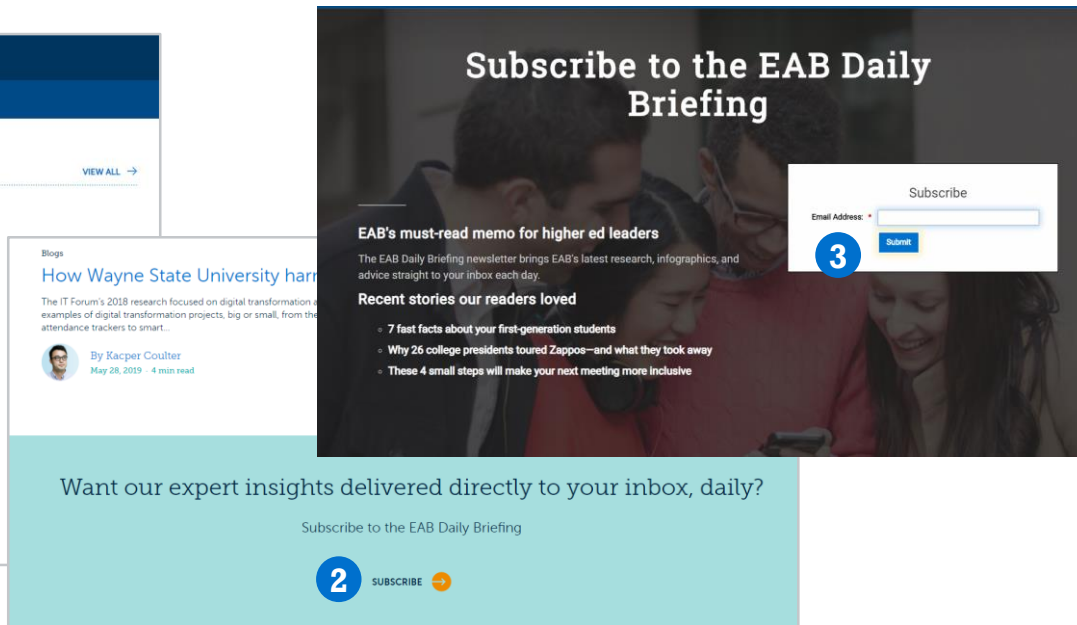 VIEW ALL →
Blogs
How Wayne State University harr
The IT Forum's 2018 research focused on digital transformation a
examples of digital transformation projects, big or small, from the
attendance trackers to smart...
By Kacper Coulter
May 28, 2019 · 4 min read
Want our expert insights delivered directly to your inbox, daily?
Subscribe to the EAB Daily Briefing
2
SUBSCRIBE →
Subscribe to the EAB Daily
Briefing
EAB's must-read memo for higher ed leaders
The EAB Daily Briefing newsletter brings EAB's latest research, infographics, and
advice straight to your inbox each day.
Recent stories our readers loved
◦ 7 fast facts about your first-generation students
◦ Why 26 college presidents toured Zappos—and what they took away
◦ These 4 small steps will make your next meeting more inclusive
Subscribe
Email Address: *
3
Submit